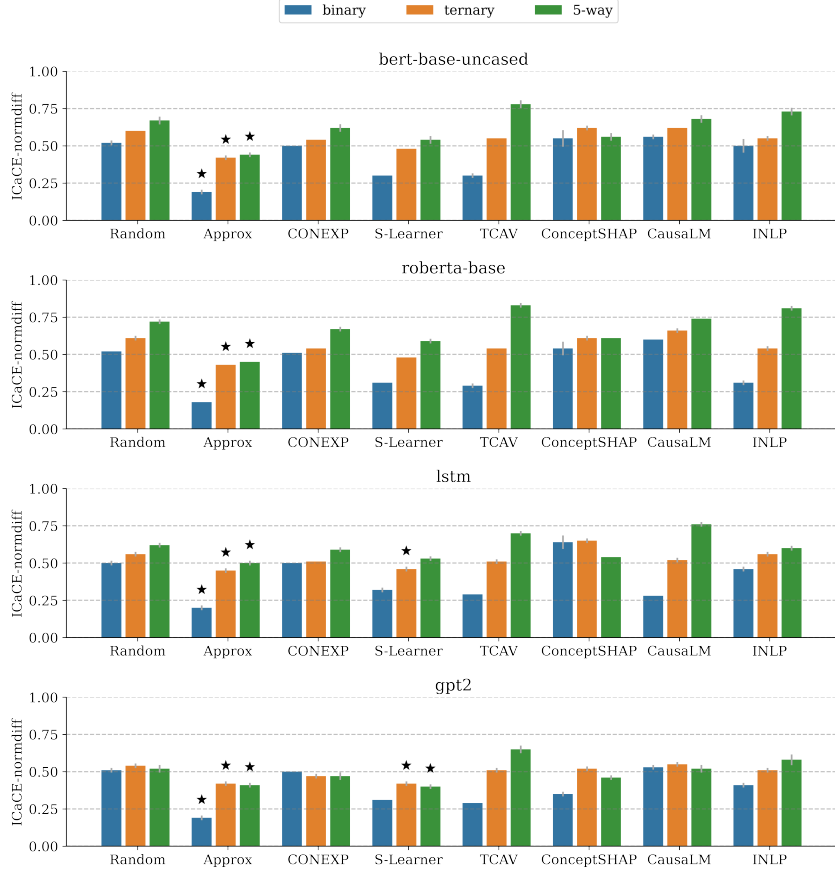 binary ternary 5-way
bert-base-uncased
ICaCE-normdiff
1.00
0.75
0.50
0.25
0.00
Random Approx CONEXP S-Learner TCAV ConceptSHAP CausaLM INLP
roberta-base
ICaCE-normdiff
1.00
0.75
0.50
0.25
0.00
Random Approx CONEXP S-Learner TCAV ConceptSHAP CausaLM INLP
lstm
ICaCE-normdiff
1.00
0.75
0.50
0.25
0.00
Random Approx CONEXP S-Learner TCAV ConceptSHAP CausaLM INLP
gpt2
ICaCE-normdiff
1.00
0.75
0.50
0.25
0.00
Random Approx CONEXP S-Learner TCAV ConceptSHAP CausaLM INLP